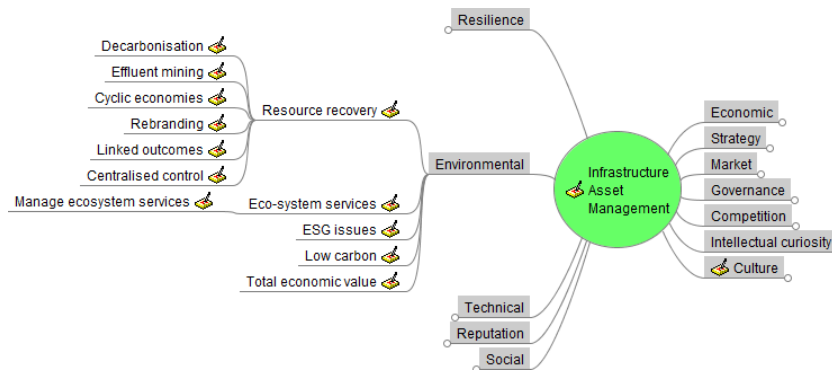 Resilience
Decarbonisation
Effluent mining
Cyclic economies
Rebranding
Linked outcomes
Centralised control
Resource recovery
Manage ecosystem services
Eco-system services
ESG issues
Low carbon
Total economic value
Environmental
Technical
Reputation
Social
Infrastructure
Asset
Management
Economic
Strategy
Market
Governance
Competition
Intellectual curiosity
Culture